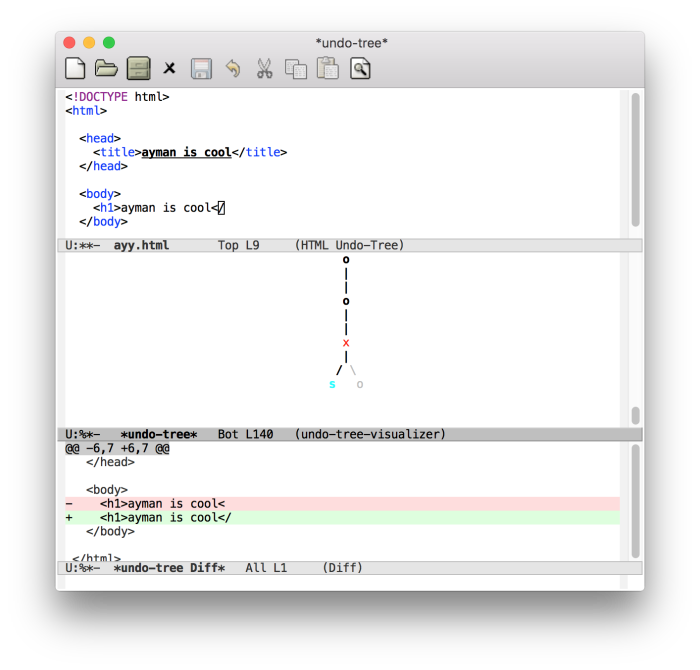 *undo-tree*
<!DOCTYPE html>
<html>
<head>
<title>ayman is cool</title>
</head>
<body>
<h1>ayman is cool</
</body>
U:**- ayy.html Top L9 (HTML Undo-Tree)
o
|
|
o
|
|
x
|
/ \
s o
U:%*- *undo-tree* Bot L140 (undo-tree-visualizer)
@@ -6,7 +6,7 @@
</head>
<body>
- <h1>ayman is cool<
+ <h1>ayman is cool</
</body>
</html>
U:%*- *undo-tree Diff* All L1 (Diff)